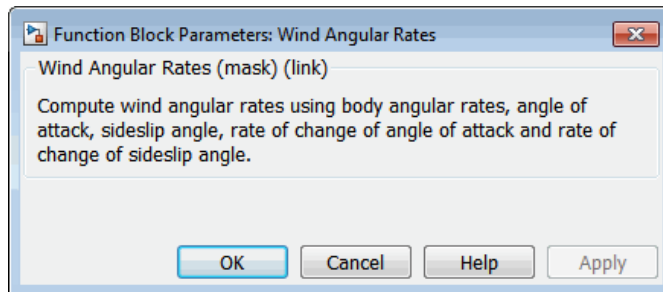 Function Block Parameters: Wind Angular Rates
Wind Angular Rates (mask) (link)
Compute wind angular rates using body angular rates, angle of
attack, sideslip angle, rate of change of angle of attack and rate of
change of sideslip angle.
OK Cancel Help Apply